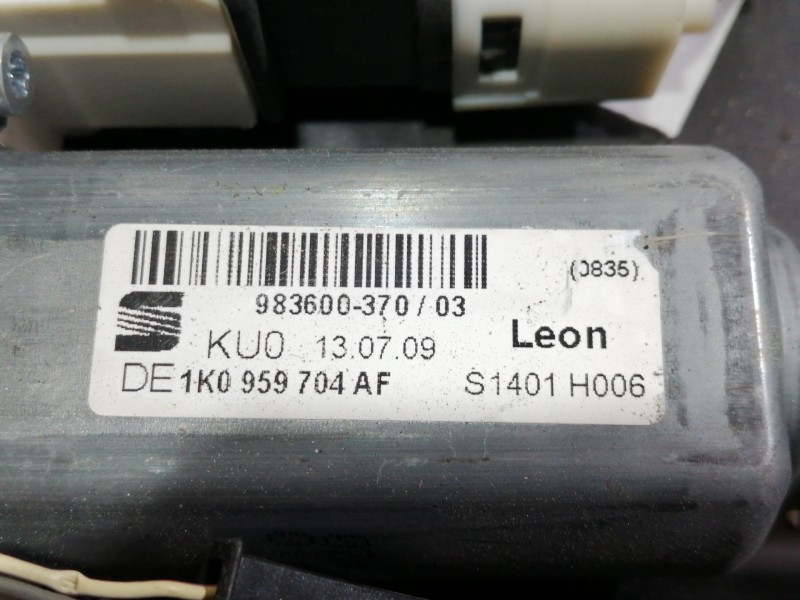 (0835)
983600-370 / 03
KU0 13.07.09 Leon
DE 1K0 959 704 AF S1401 H006